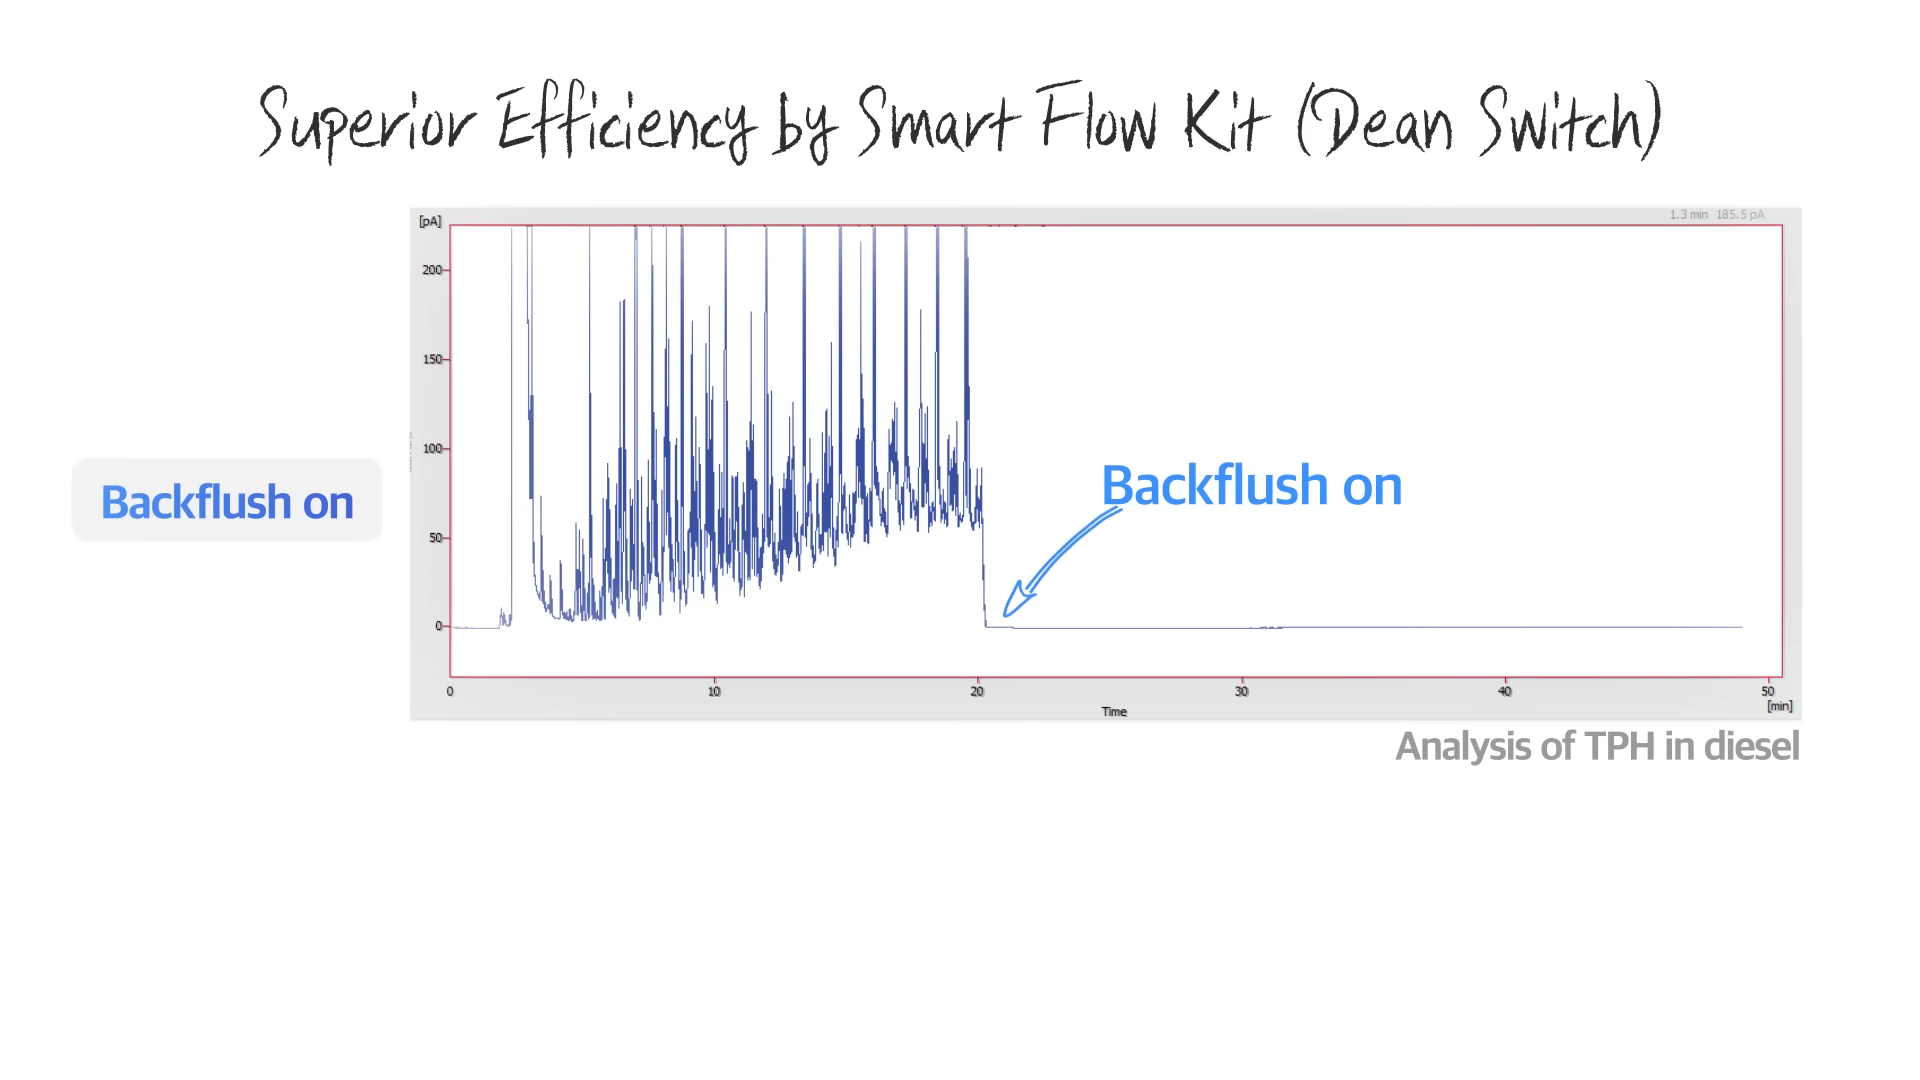 Superior Efficiency by Smart Flow Kit (Dean Switch)
[pA]
1.3 min 185.5 pA
200
150
100
50
0
Backflush on
Backflush on
0 10 20 30 40 50
Time
[min]
Analysis of TPH in diesel